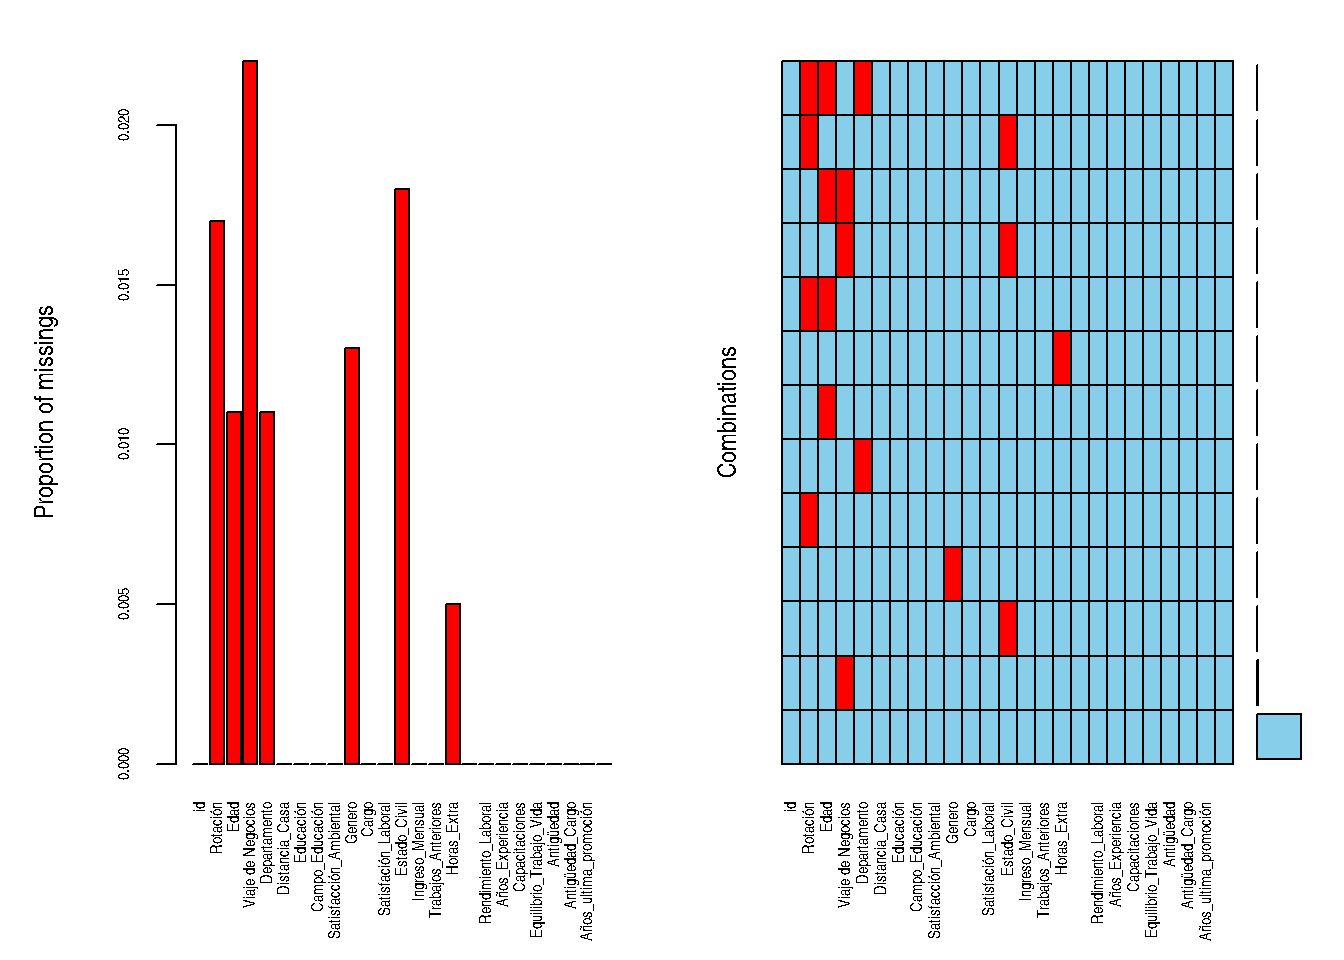 Proportion of missings
0.020
0.015
0.010
0.005
0.000
id
Rotación
Edad
Viaje de Negocios
Departamento
Distancia_Casa
Educación
Campo_Educación
Satisfacción_Ambiental
Genero
Cargo
Satisfación_Laboral
Estado_Civil
Ingreso_Mensual
Trabajos_Anteriores
Horas_Extra
Rendimiento_Laboral
Años_Experiencia
Capacitaciones
Equilibrio_Trabajo_Vida
Antigüedad
Antigüedad_Cargo
Años_ultima_promoción
Combinations
id
Rotación
Edad
Viaje de Negocios
Departamento
Distancia_Casa
Educación
Campo_Educación
Satisfacción_Ambiental
Genero
Cargo
Satisfación_Laboral
Estado_Civil
Ingreso_Mensual
Trabajos_Anteriores
Horas_Extra
Rendimiento_Laboral
Años_Experiencia
Capacitaciones
Equilibrio_Trabajo_Vida
Antigüedad
Antigüedad_Cargo
Años_ultima_promoción